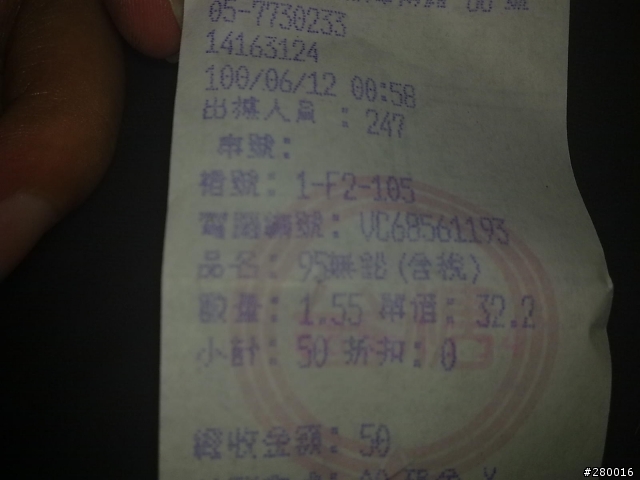 05-7730233
14163124
100/06/12 00:58
出據人員：247
車號：
槍號：1-F2-105
電腦編號：VC68561193
品名：95無鉛(含稅)
數量：1.55 單價：32.2
小計：50 折扣：0
經收金額：50
#280016